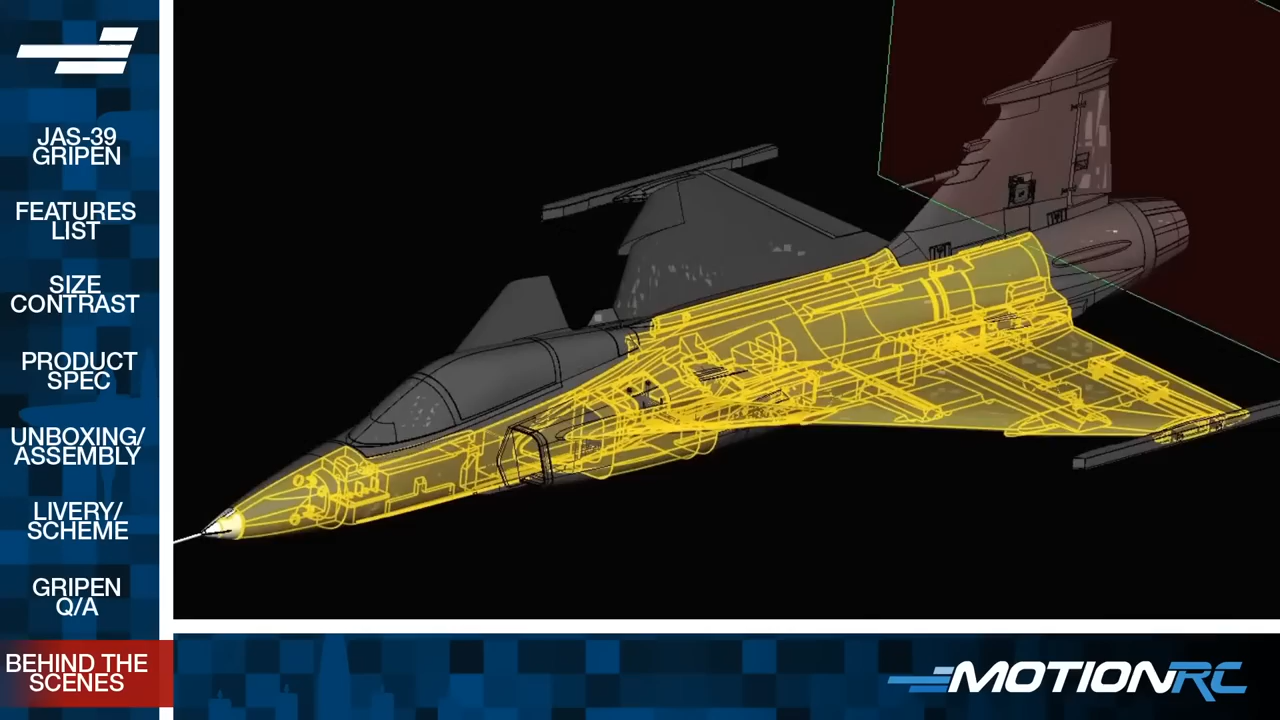 JAS-39
GRIPEN
FEATURES
LIST
SIZE
CONTRAST
PRODUCT
SPEC
UNBOXING/
ASSEMBLY
LIVERY/
SCHEME
GRIPEN
Q/A
BEHIND THE
SCENES
MOTIONRC